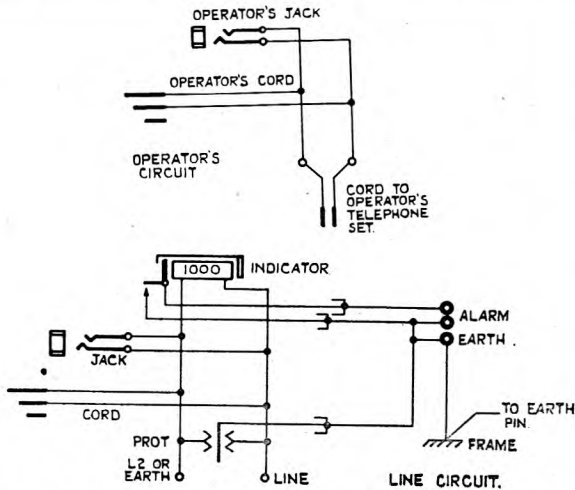 OPERATOR'S JACK
OPERATOR'S CORD
OPERATOR'S
CIRCUIT
CORD TO
OPERATOR'S
TELEPHONE
SET.
1000
INDICATOR
ALARM
EARTH.
JACK
CORD
TO EARTH
PIN.
PROT
FRAME
L2 OR
EARTH
LINE
LINE CIRCUIT.